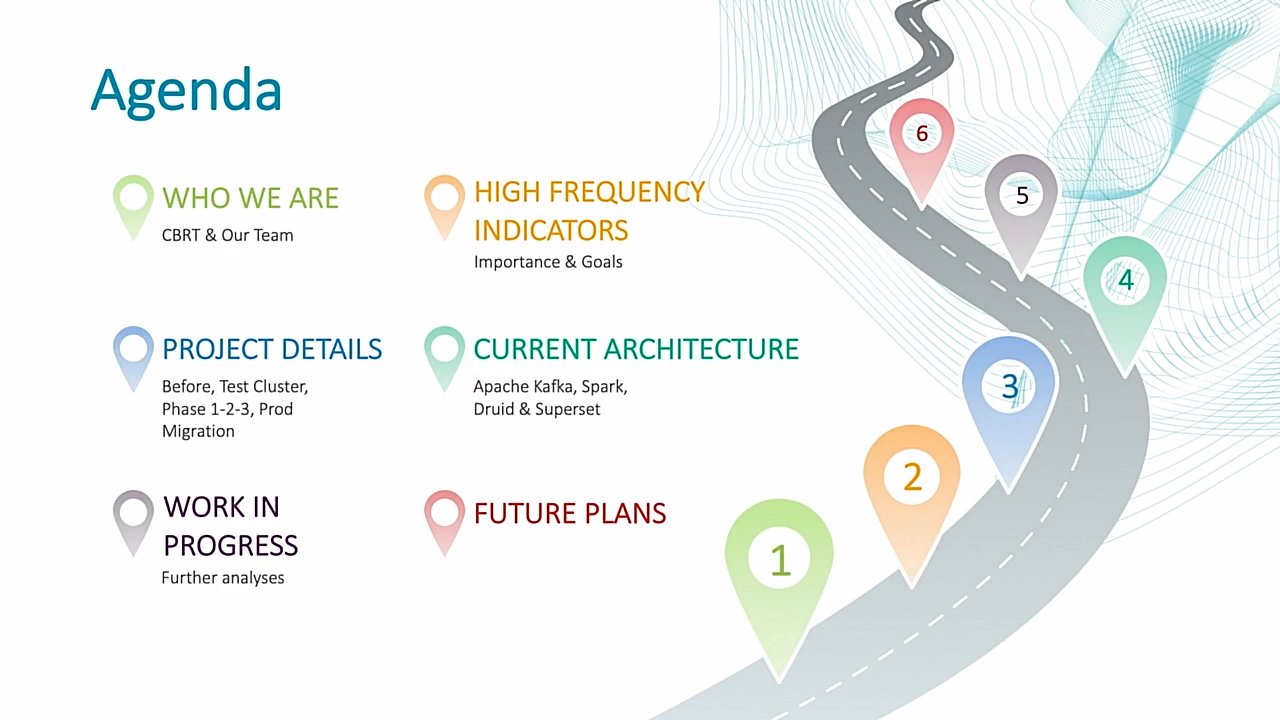 Agenda
WHO WE ARE
CBRT & Our Team
HIGH FREQUENCY
INDICATORS
Importance & Goals
PROJECT DETAILS
Before, Test Cluster,
Phase 1-2-3, Prod
Migration
CURRENT ARCHITECTURE
Apache Kafka, Spark,
Druid & Superset
WORK IN
PROGRESS
Further analyses
FUTURE PLANS
6
5
4
3
2
1